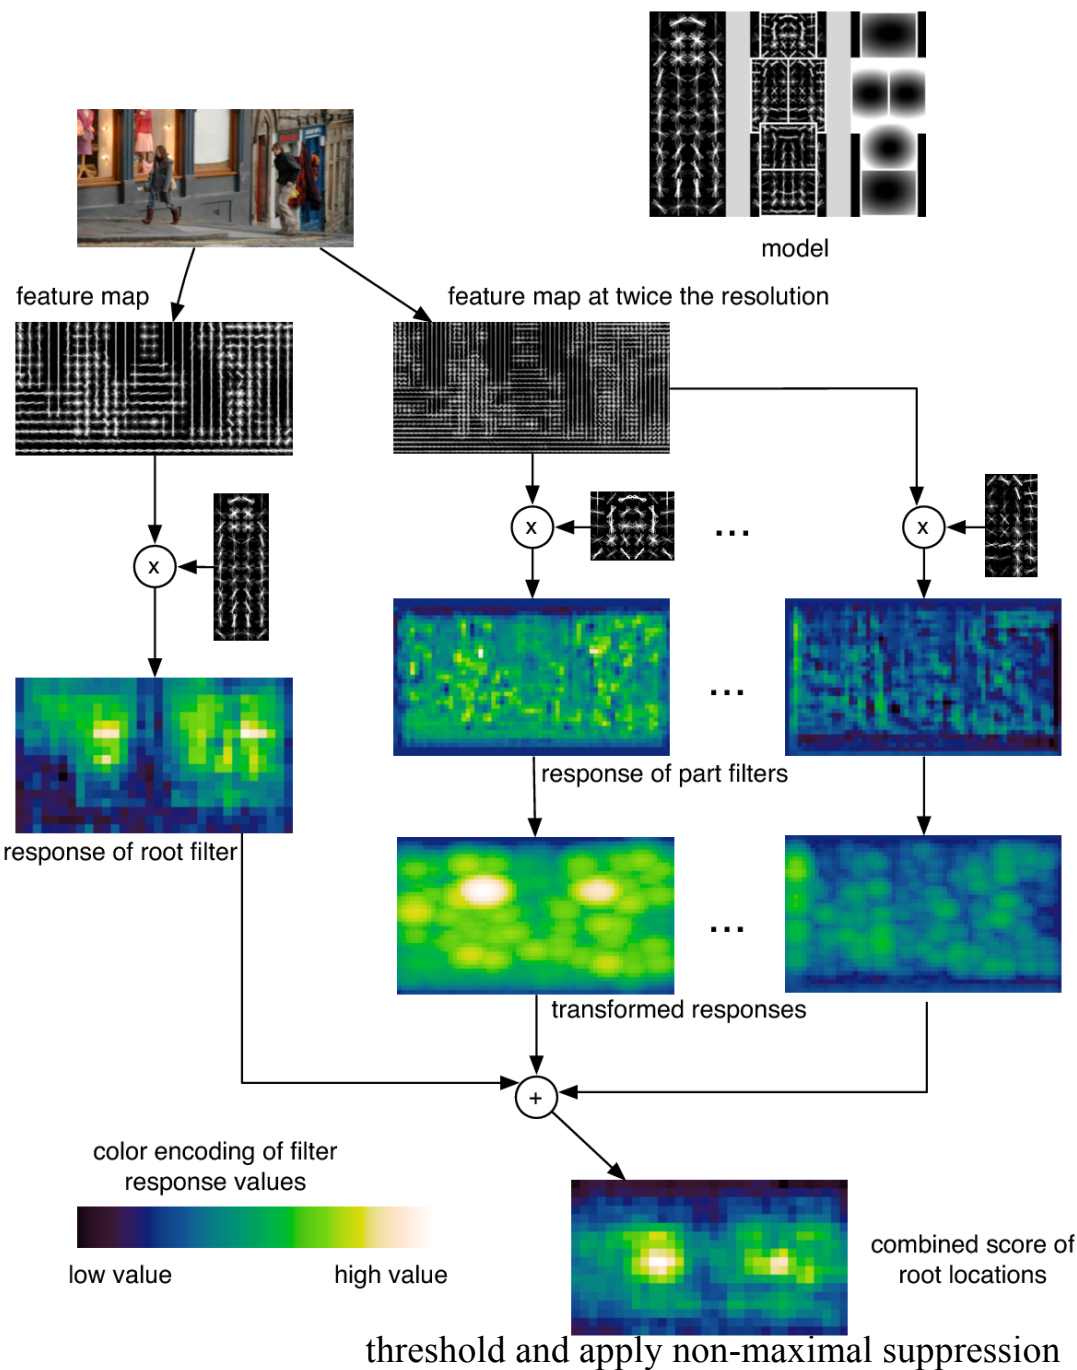 model
feature map
feature map at twice the resolution
x
x
x
...
...
response of part filters
response of root filter
...
transformed responses
+
color encoding of filter
response values
low value
high value
combined score of
root locations
threshold and apply non-maximal suppression